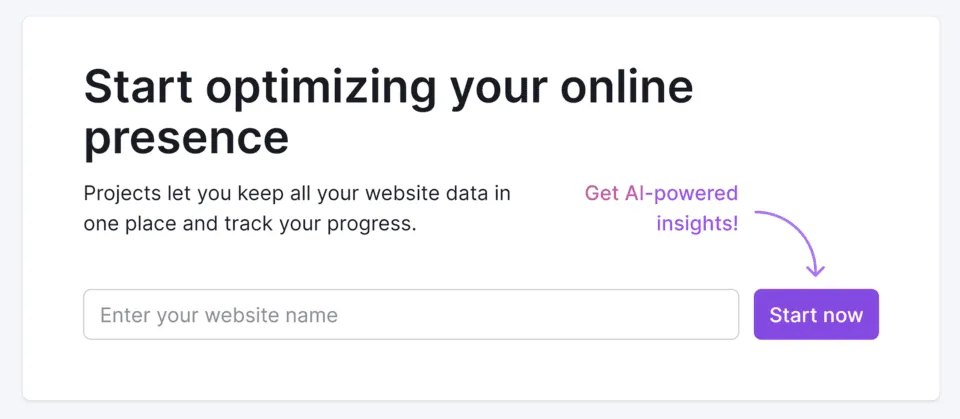 Start optimizing your online
presence
Projects let you keep all your website data in
one place and track your progress.
Get AI-powered
insights!
Enter your website name
Start now